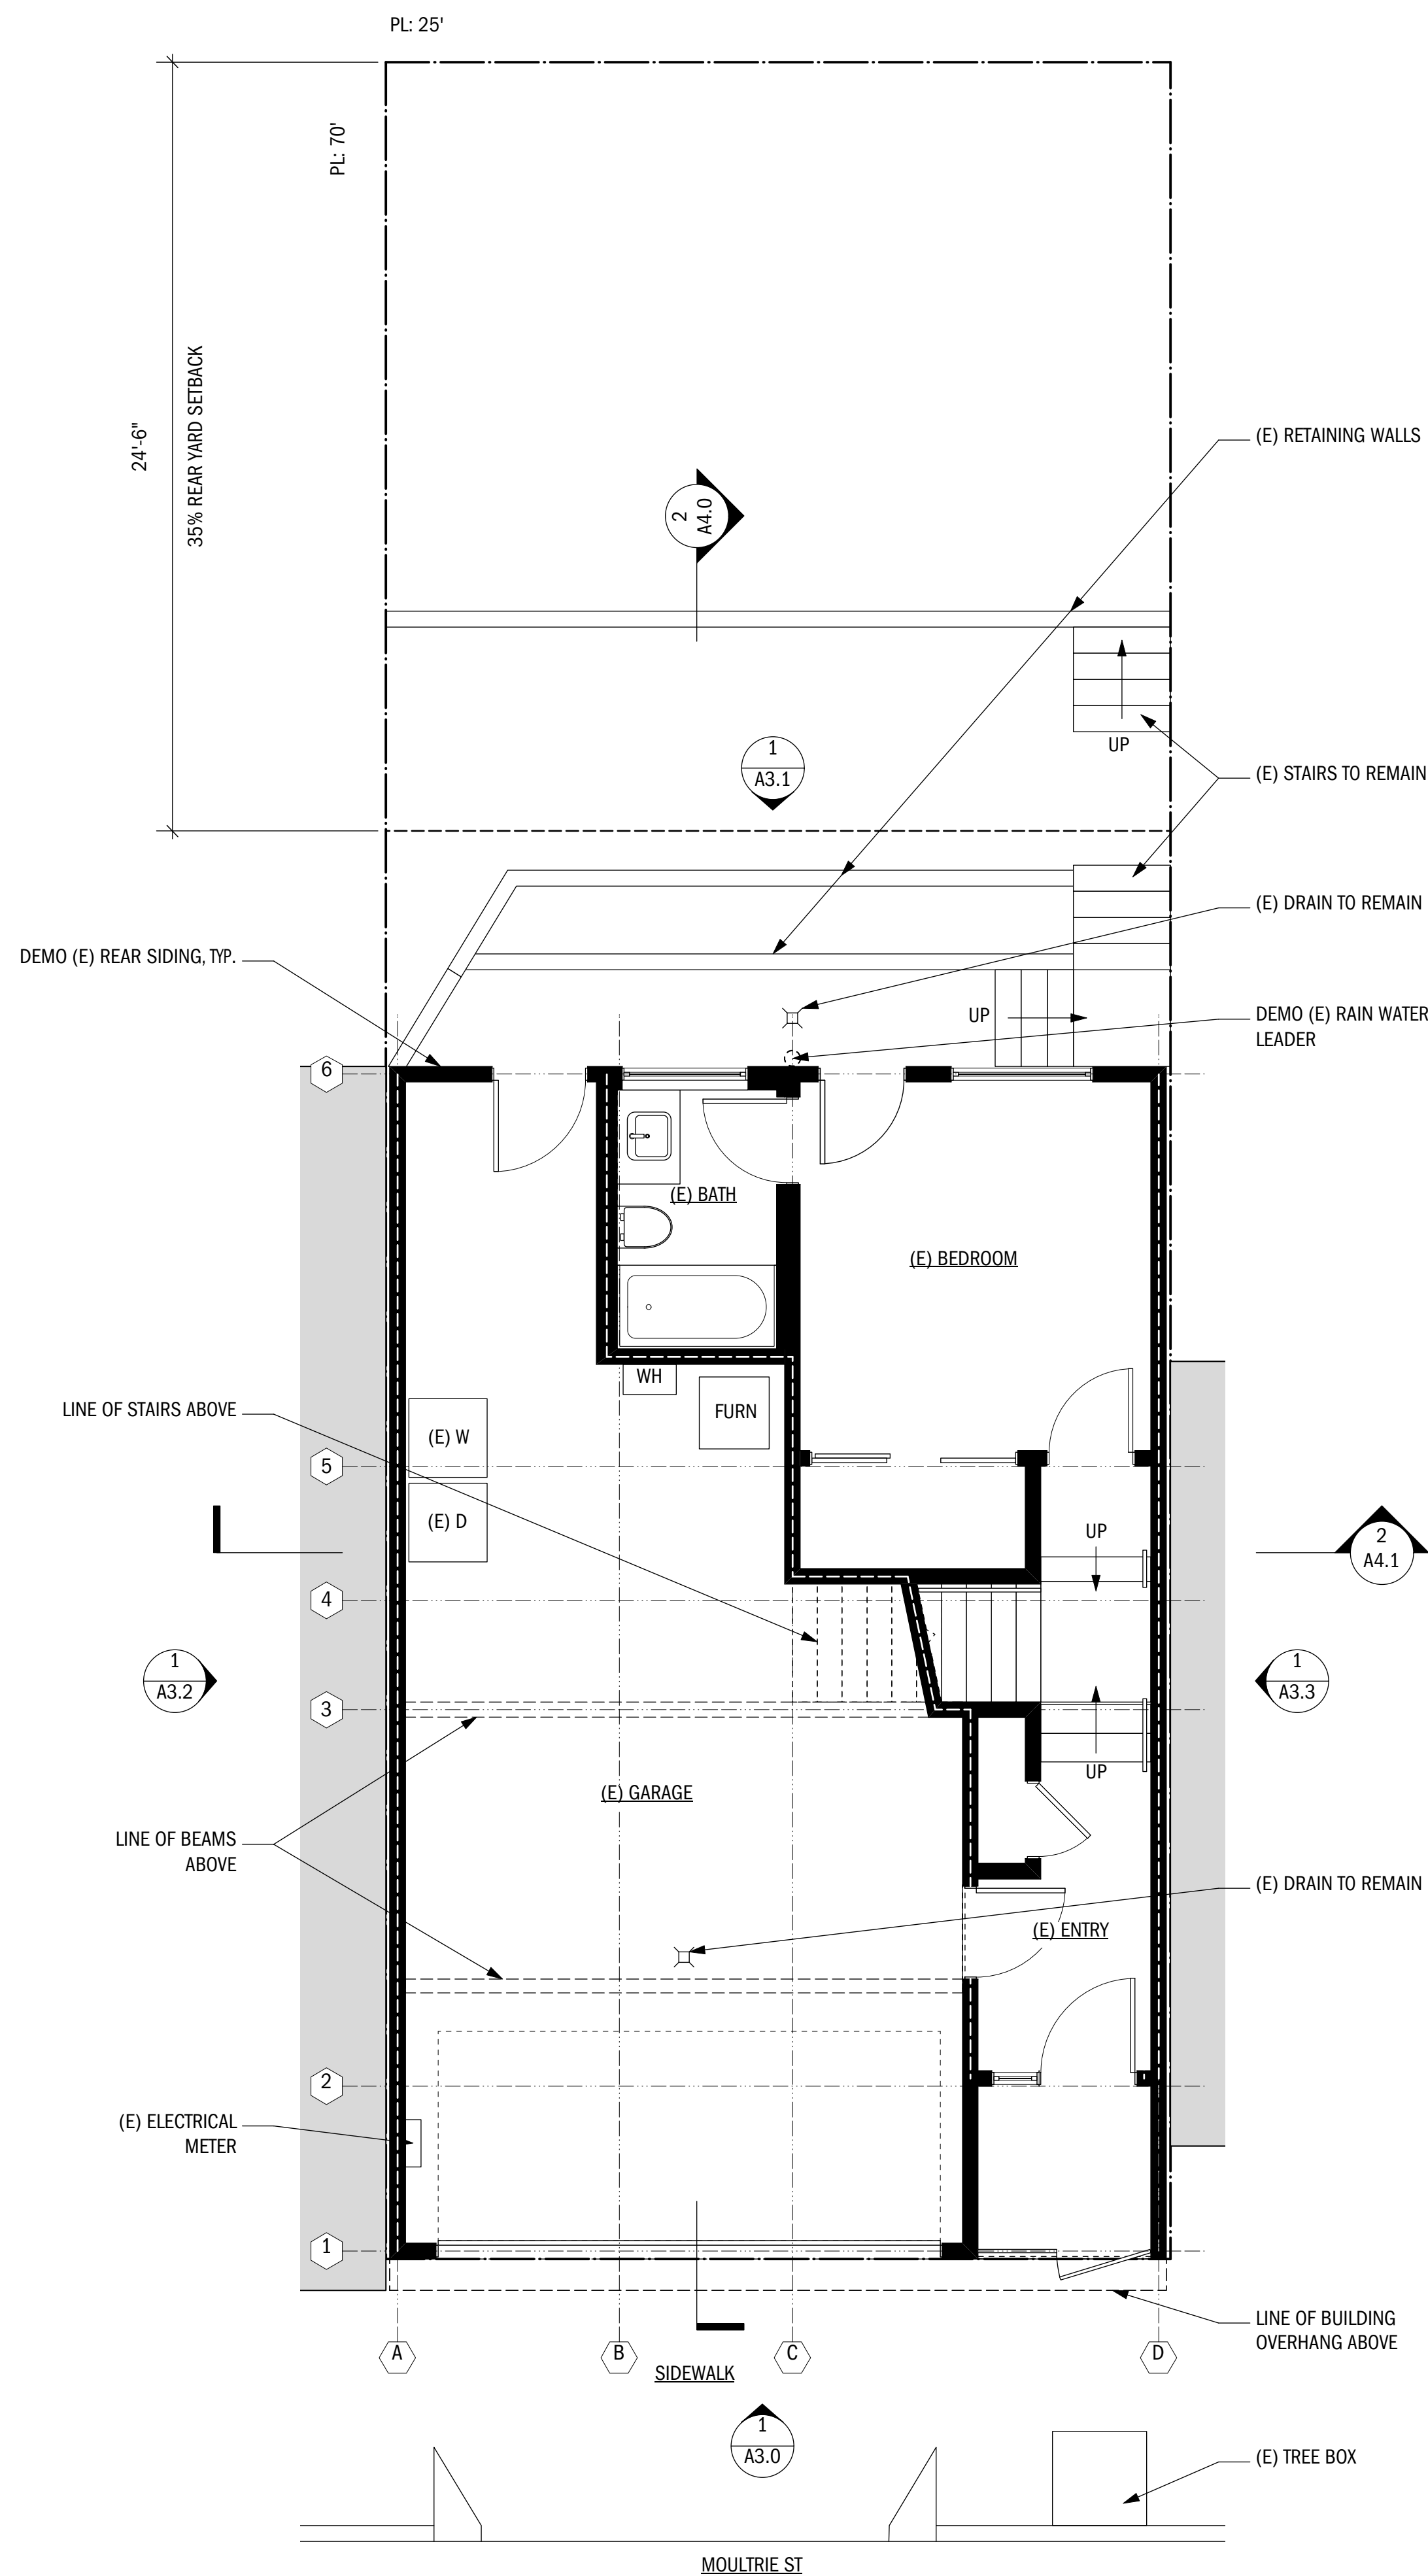 PL: 25'
PL: 70'
24'-6"
35% REAR YARD SETBACK
(E) RETAINING WALLS
2
A4.0
1
A3.1
UP
(E) STAIRS TO REMAIN
(E) DRAIN TO REMAIN
DEMO (E) REAR SIDING, TYP.
UP
DEMO (E) RAIN WATER
LEADER
6
(E) BATH
(E) BEDROOM
WH
FURN
LINE OF STAIRS ABOVE
(E) W
5
(E) D
UP
2
A4.1
4
1
A3.2
1
A3.3
3
UP
(E) GARAGE
LINE OF BEAMS
ABOVE
(E) DRAIN TO REMAIN
(E) ENTRY
2
(E) ELECTRICAL
METER
1
LINE OF BUILDING
OVERHANG ABOVE
A
B
C
D
SIDEWALK
1
A3.0
(E) TREE BOX
MOULTRIE ST